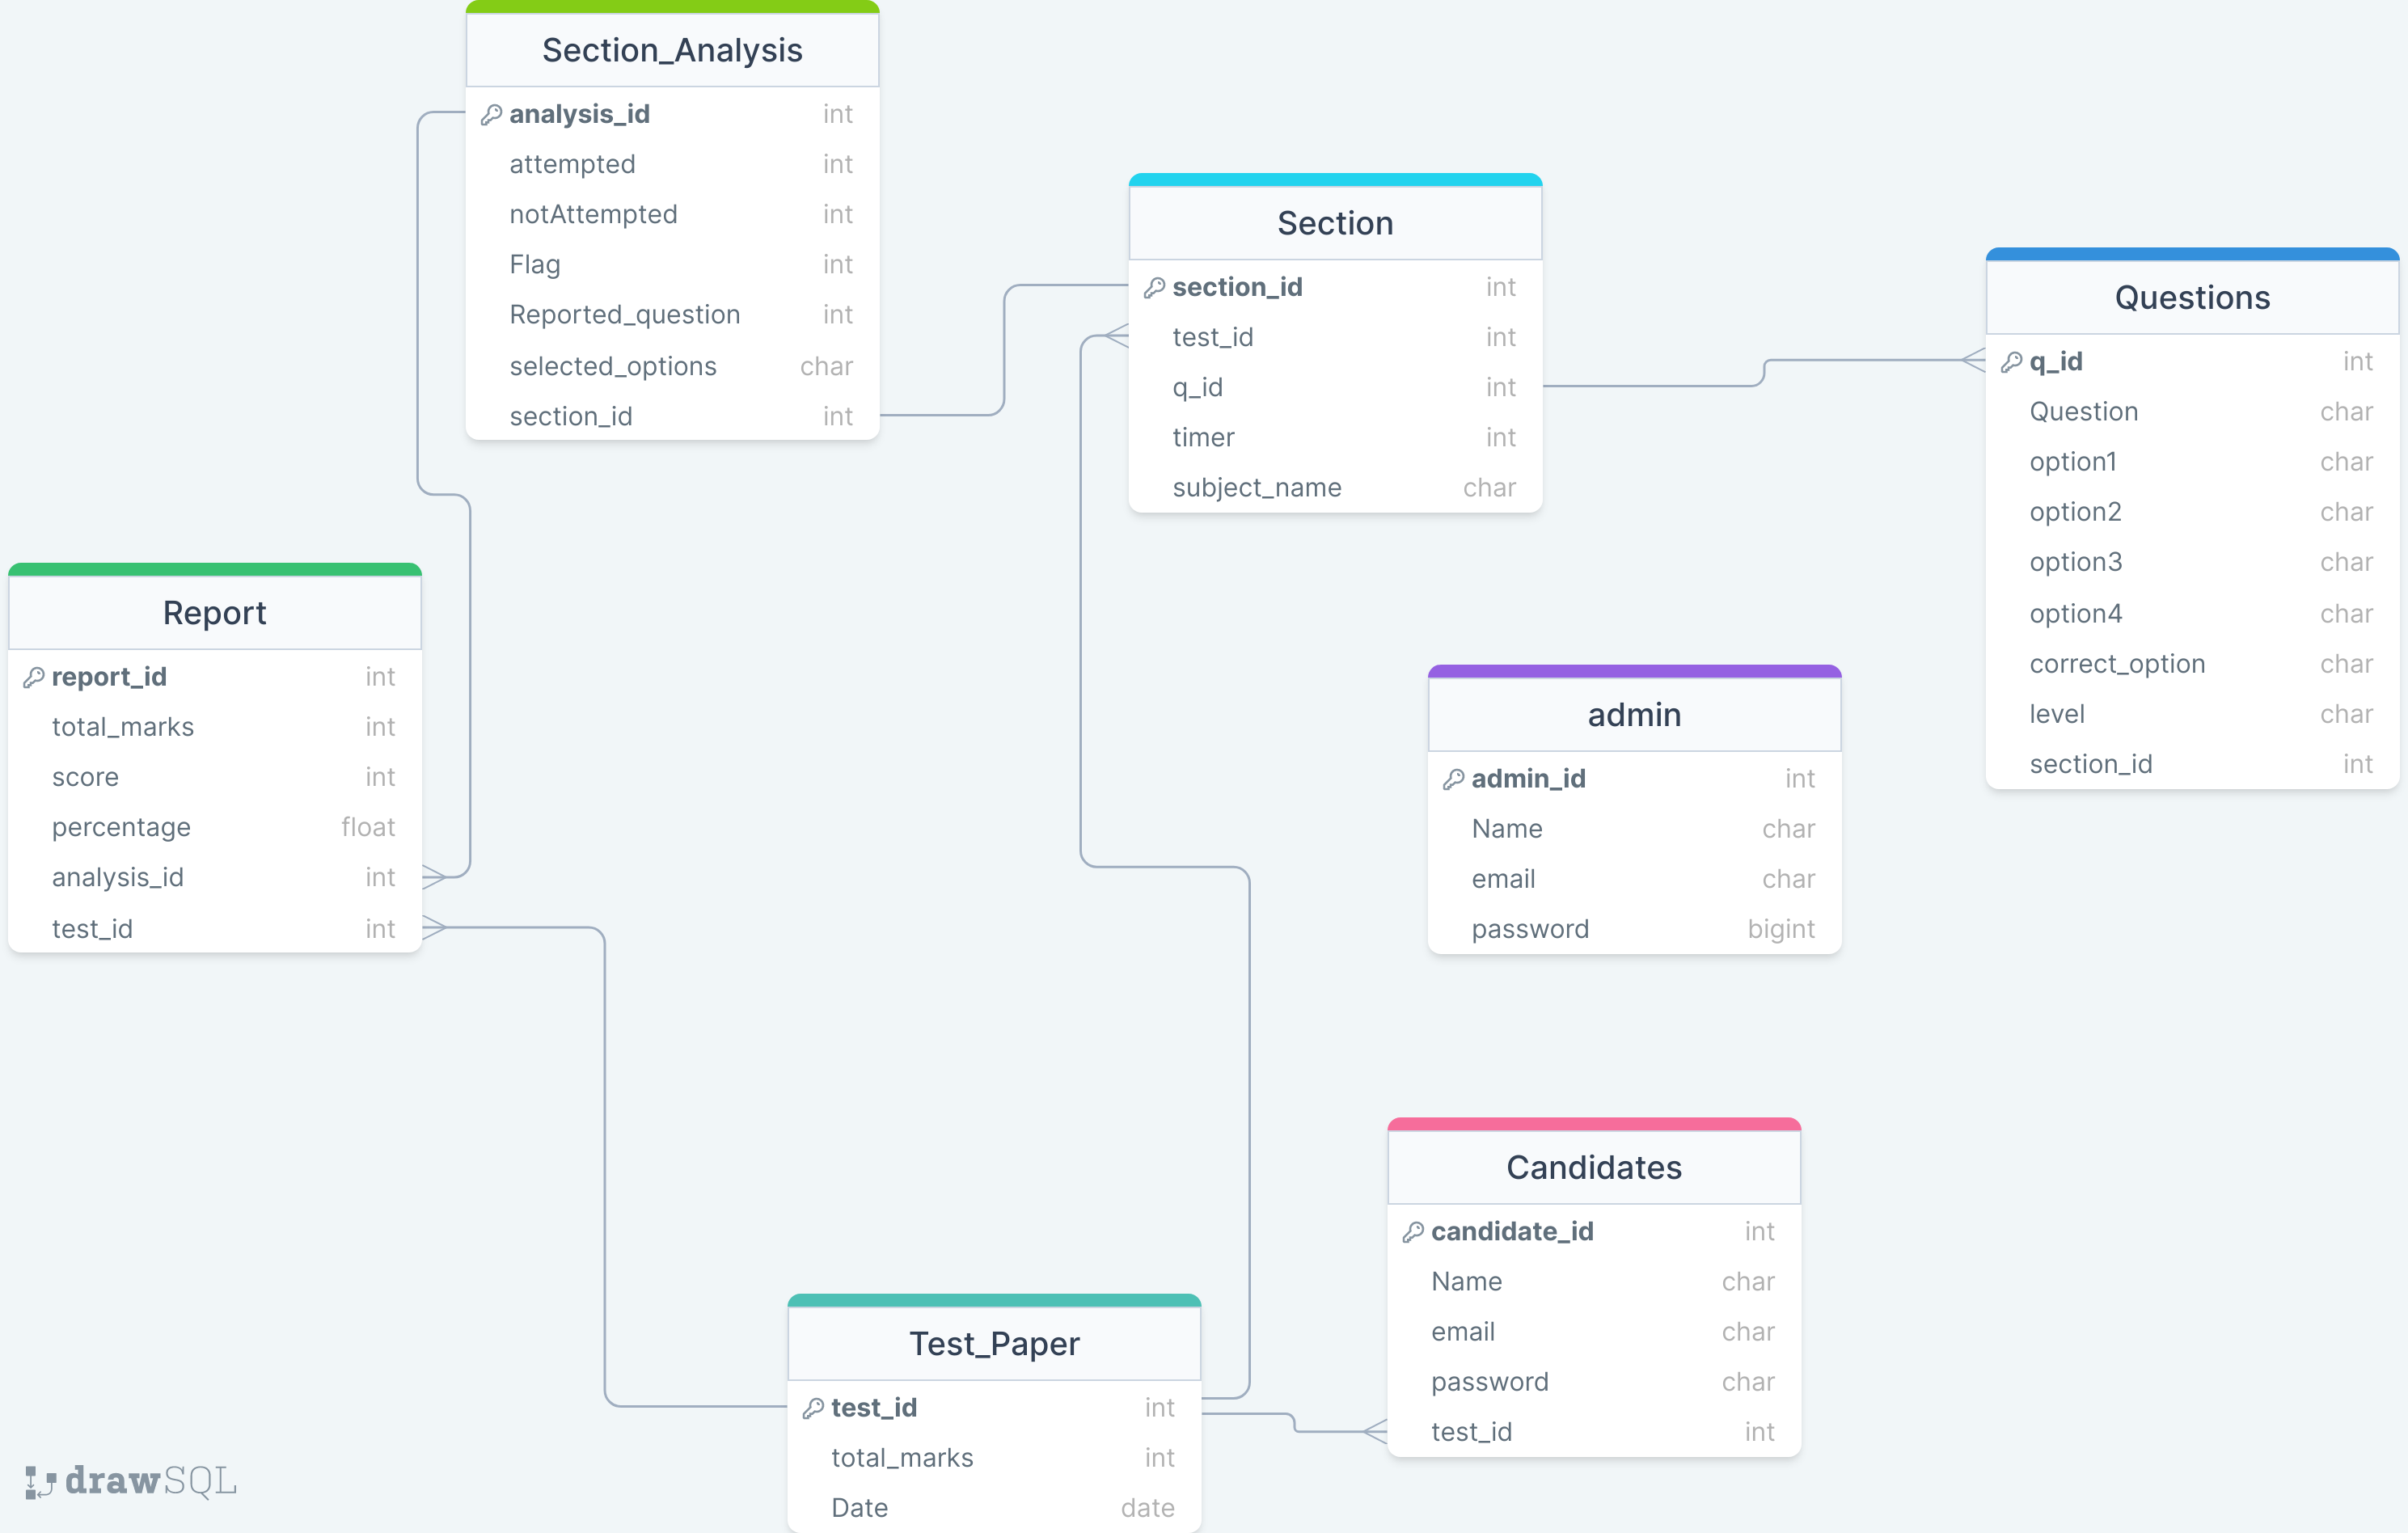 Section_Analysis
analysis_id int
attempted int
notAttempted int
Flag int
Reported_question int
selected_options char
section_id int
Section
section_id int
test_id int
q_id int
timer int
subject_name char
Questions
q_id int
Question char
option1 char
option2 char
option3 char
option4 char
correct_option char
level char
section_id int
Report
report_id int
total_marks int
score int
percentage float
analysis_id int
test_id int
admin
admin_id int
Name char
email char
password bigint
Candidates
candidate_id int
Name char
email char
password char
test_id int
Test_Paper
test_id int
total_marks int
Date date
drawSQL